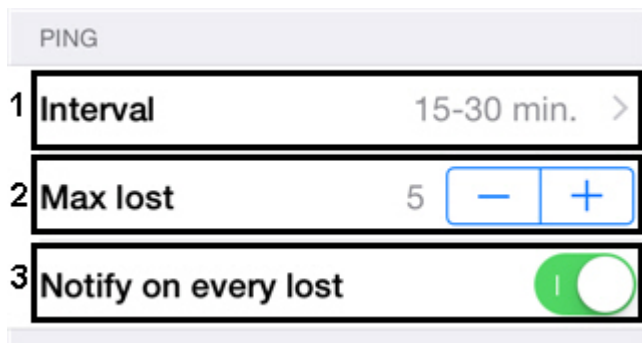 PING
1 Interval 15-30 min.
2 Max lost 5 − +
3 Notify on every lost